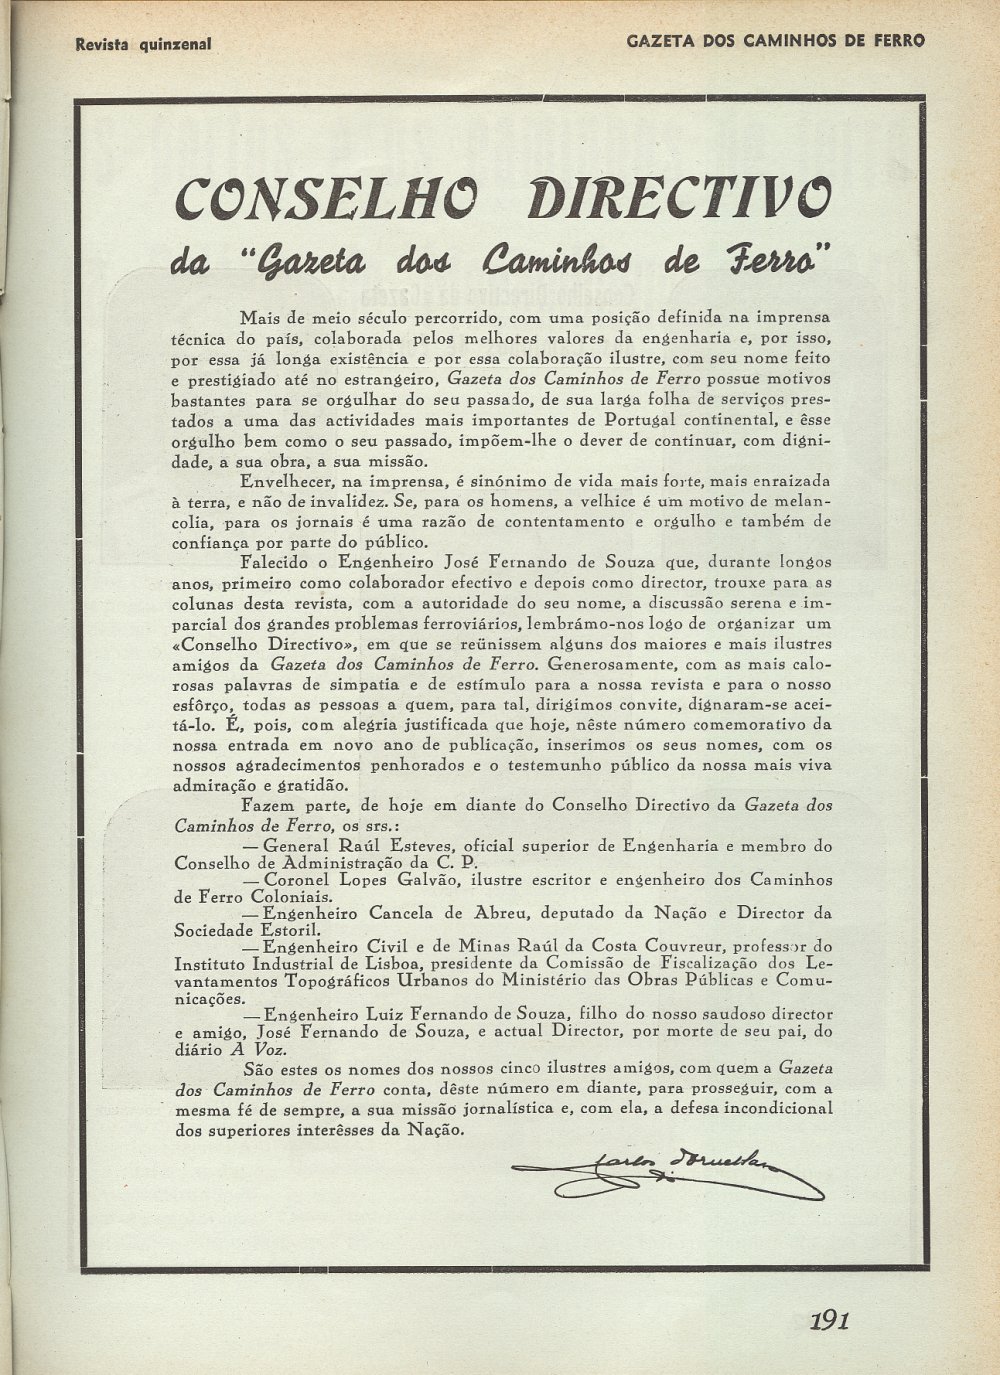 Revista quinzenal
GAZETA DOS CAMINHOS DE FERRO
CONSELHO DIRECTIVO
da "Gazeta dos Caminhos de Ferro"
Mais de meio século percorrido, com uma posição definida na imprensa
técnica do país, colaborada pelos melhores valores da engenharia e, por isso,
por essa já longa existência e por essa colaboração ilustre, com seu nome feito
e prestigiado até no estrangeiro, Gazeta dos Caminhos de Ferro possue motivos
bastantes para se orgulhar do seu passado, de sua larga folha de serviços pres-
tados a uma das actividades mais importantes de Portugal continental, e êsse
orgulho bem como o seu passado, impõem-lhe o dever de continuar, com digni-
dade, a sua obra, a sua missão.
Envelhecer, na imprensa, é sinónimo de vida mais forte, mais enraizada
à terra, e não de invalidez. Se, para os homens, a velhice é um motivo de melan-
colia, para os jornais é uma razão de contentamento e orgulho e também de
confiança por parte do público.
Falecido o Engenheiro José Fernando de Souza que, durante longos
anos, primeiro como colaborador efectivo e depois como director, trouxe para as
colunas desta revista, com a autoridade do seu nome, a discussão serena e im-
parcial dos grandes problemas ferroviários, lembrámo-nos logo de organizar um
«Conselho Directivo», em que se reünissem alguns dos maiores e mais ilustres
amigos da Gazeta dos Caminhos de Ferro. Generosamente, com as mais calo-
rosas palavras de simpatia e de estímulo para a nossa revista e para o nosso
esfôrço, todas as pessoas a quem, para tal, dirigimos convite, dignaram-se acei-
tá-lo. É, pois, com alegria justificada que hoje, nêste número comemorativo da
nossa entrada em novo ano de publicação, inserimos os seus nomes, com os
nossos agradecimentos penhorados e o testemunho público da nossa mais viva
admiração e gratidão.
Fazem parte, de hoje em diante do Conselho Directivo da Gazeta dos
Caminhos de Ferro, os srs.:
— General Raúl Esteves, oficial superior de Engenharia e membro do
Conselho de Administração da C. P.
— Coronel Lopes Galvão, ilustre escritor e engenheiro dos Caminhos
de Ferro Coloniais.
— Engenheiro Cancela de Abreu, deputado da Nação e Director da
Sociedade Estoril.
— Engenheiro Civil e de Minas Raúl da Costa Couvreur, professor do
Instituto Industrial de Lisboa, presidente da Comissão de Fiscalização dos Le-
vantamentos Topográficos Urbanos do Ministério das Obras Públicas e Comu-
nicações.
— Engenheiro Luiz Fernando de Souza, filho do nosso saudoso director
e amigo, José Fernando de Souza, e actual Director, por morte de seu pai, do
diário A Voz.
São estes os nomes dos nossos cinco ilustres amigos, com quem a Gazeta
dos Caminhos de Ferro conta, dêste número em diante, para prosseguir, com a
mesma fé de sempre, a sua missão jornalística e, com ela, a defesa incondicional
dos superiores interêsses da Nação.
Carlos d'Ornellas
191